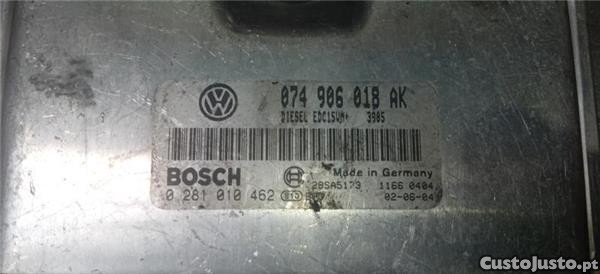 074 906 018 AK
DIESEL EDC15VM+ 3905
BOSCH
Made in Germany
28SA5173 1166 0404
0 281 010 462
02-06-04
CustoJusto.pt